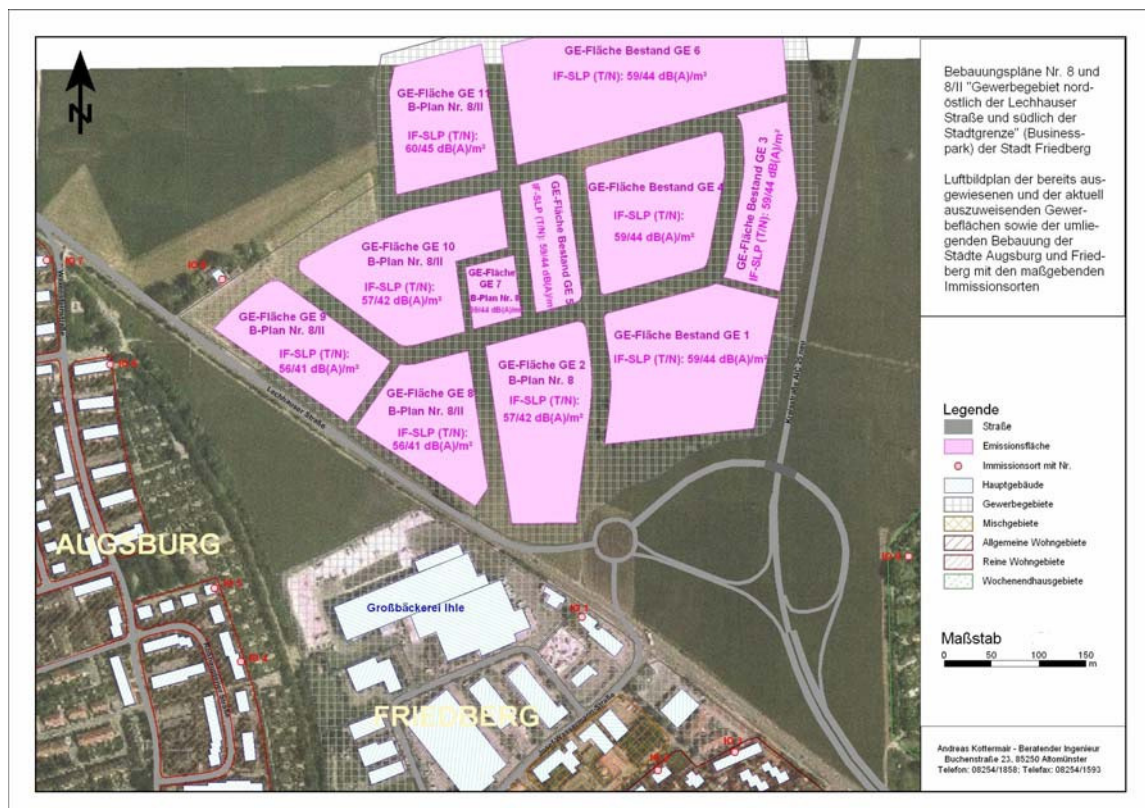 GE-Fläche Bestand GE 6
IF-SLP (T/N): 59/44 dB(A)/m²
GE-Fläche GE 11
B-Plan Nr. 8/II
IF-SLP (T/N):
60/45 dB(A)/m²
GE-Fläche Bestand GE 3
IF-SLP (T/N): 59/44 dB(A)/m²
GE-Fläche Bestand GE 4
IF-SLP (T/N):
59/44 dB(A)/m²
GE-Fläche Bestand GE 5
IF-SLP (T/N): 59/44 dB(A)/m²
GE-Fläche GE 10
B-Plan Nr. 8/II
IF-SLP (T/N):
57/42 dB(A)/m²
GE-Fläche
GE 7
B-Plan Nr. 8
59/44 dB(A)/m²
GE-Fläche GE 9
B-Plan Nr. 8/II
IF-SLP (T/N):
56/41 dB(A)/m²
GE-Fläche Bestand GE 1
IF-SLP (T/N): 59/44 dB(A)/m²
GE-Fläche GE 2
B-Plan Nr. 8
IF-SLP (T/N):
57/42 dB(A)/m²
GE-Fläche GE 8
B-Plan Nr. 8/II
IF-SLP (T/N):
56/41 dB(A)/m²
Lechhauser Straße
N
AUGSBURG
FRIEDBERG
Großbäckerei Ihle
IO 1
Bebauungspläne Nr. 8 und
8/II "Gewerbegebiet nord-
östlich der Lechhauser
Straße und südlich der
Stadtgrenze" (Business-
park) der Stadt Friedberg
Luftbildplan der bereits aus-
gewiesenen und der aktuell
auszuweisenden Gewer-
beflächen sowie der umlie-
genden Bebauung der
Städte Augsburg und Fried-
berg mit den maßgebenden
Immissionsorten
Legende
Straße
Emissionsfläche
Immissionsort mit Nr.
Hauptgebäude
Gewerbegebiete
Mischgebiete
Allgemeine Wohngebiete
Reine Wohngebiete
Wochenendhausgebiete
Maßstab
0 50 100 150
m
Andreas Kottermair - Beratender Ingenieur
Buchenstraße 23, 85250 Altomünster
Telefon: 08254/1858; Telefax: 08254/1593